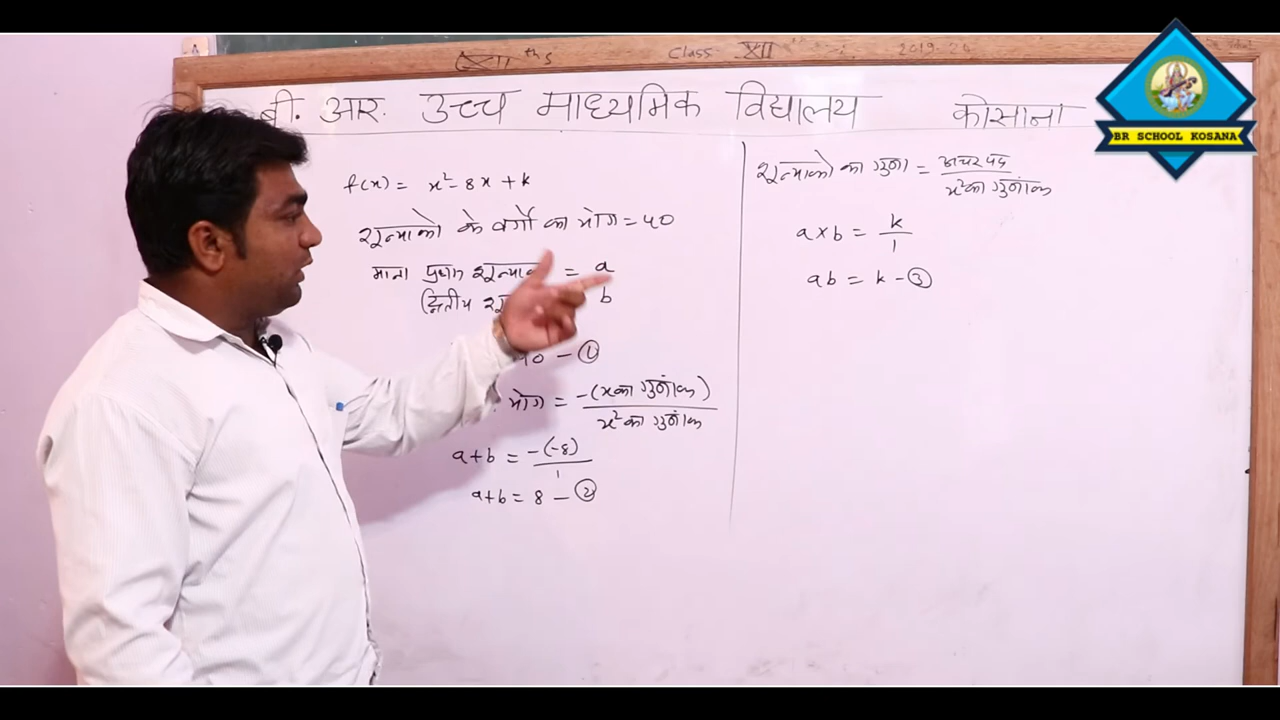 ths Class XII 2019-20
बी. आर. उच्च माध्यमिक विद्यालय कोसाना
BR SCHOOL KOSANA
f(x) = x² - 8x + k
शून्याको के वर्गो का योग = 40
माना प्रथम = a
द्वितीय b
40 - ①
योग = -(x का गुनांक) / x² का गुनांक
a+b = -(-8) / 1
a+b = 8 - ②
शून्याको का गुना = अचर पद / x² का गुनांक
a×b = k / 1
ab = k - ③